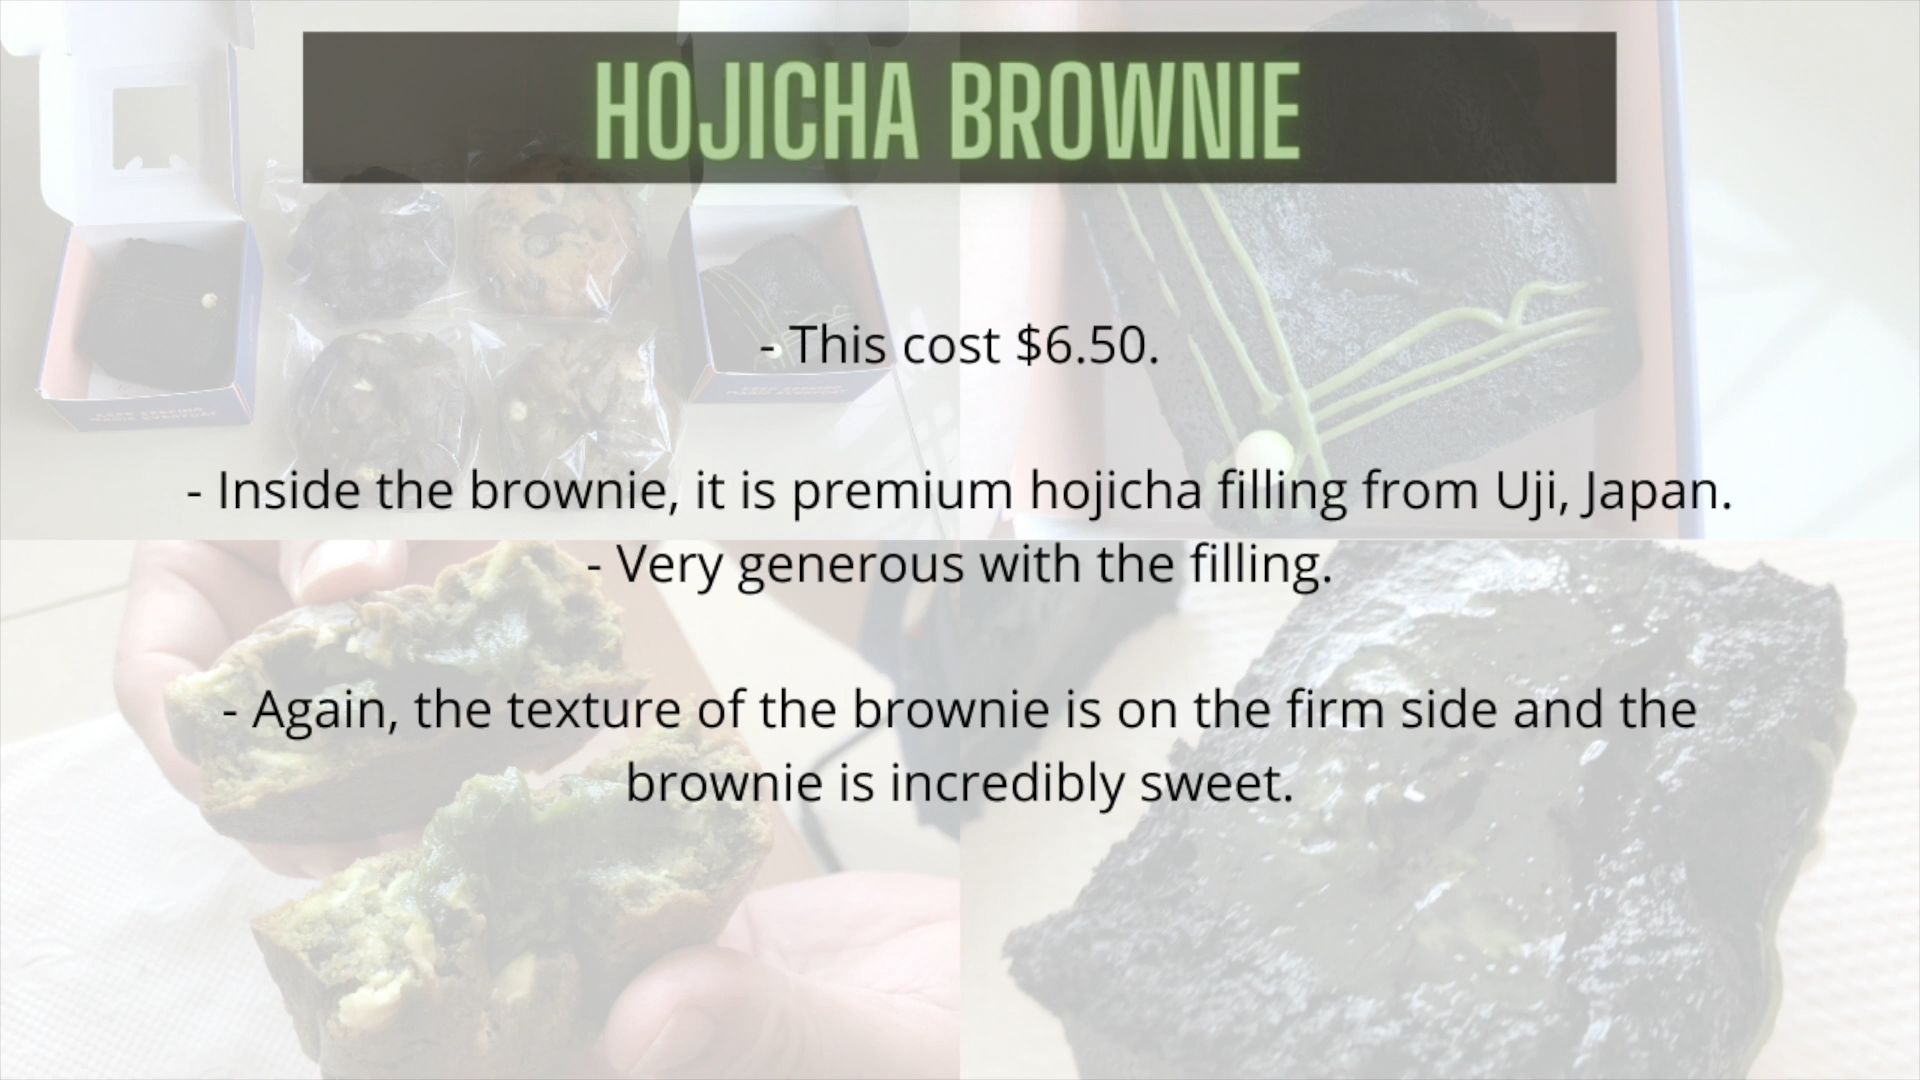 HOJICHA BROWNIE
- This cost $6.50.
- Inside the brownie, it is premium hojicha filling from Uji, Japan.
- Very generous with the filling.
- Again, the texture of the brownie is on the firm side and the
brownie is incredibly sweet.